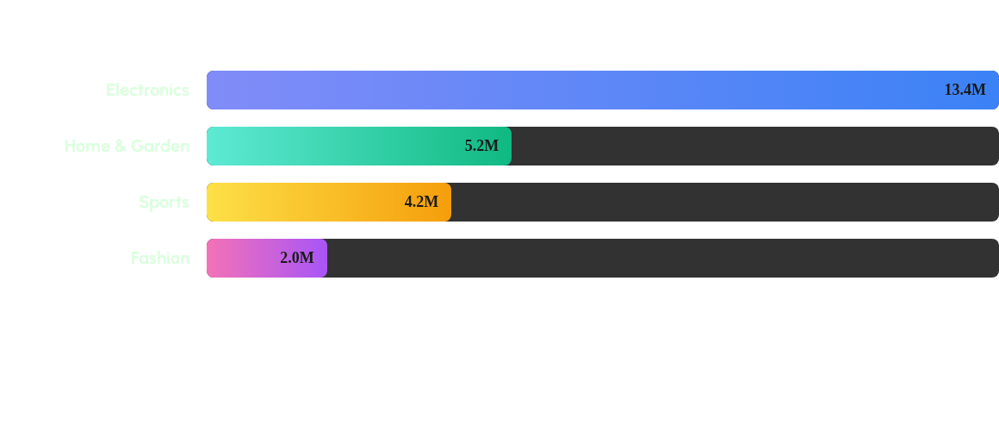 Electronics 13.4M
Home & Garden 5.2M
Sports 4.2M
Fashion 2.0M